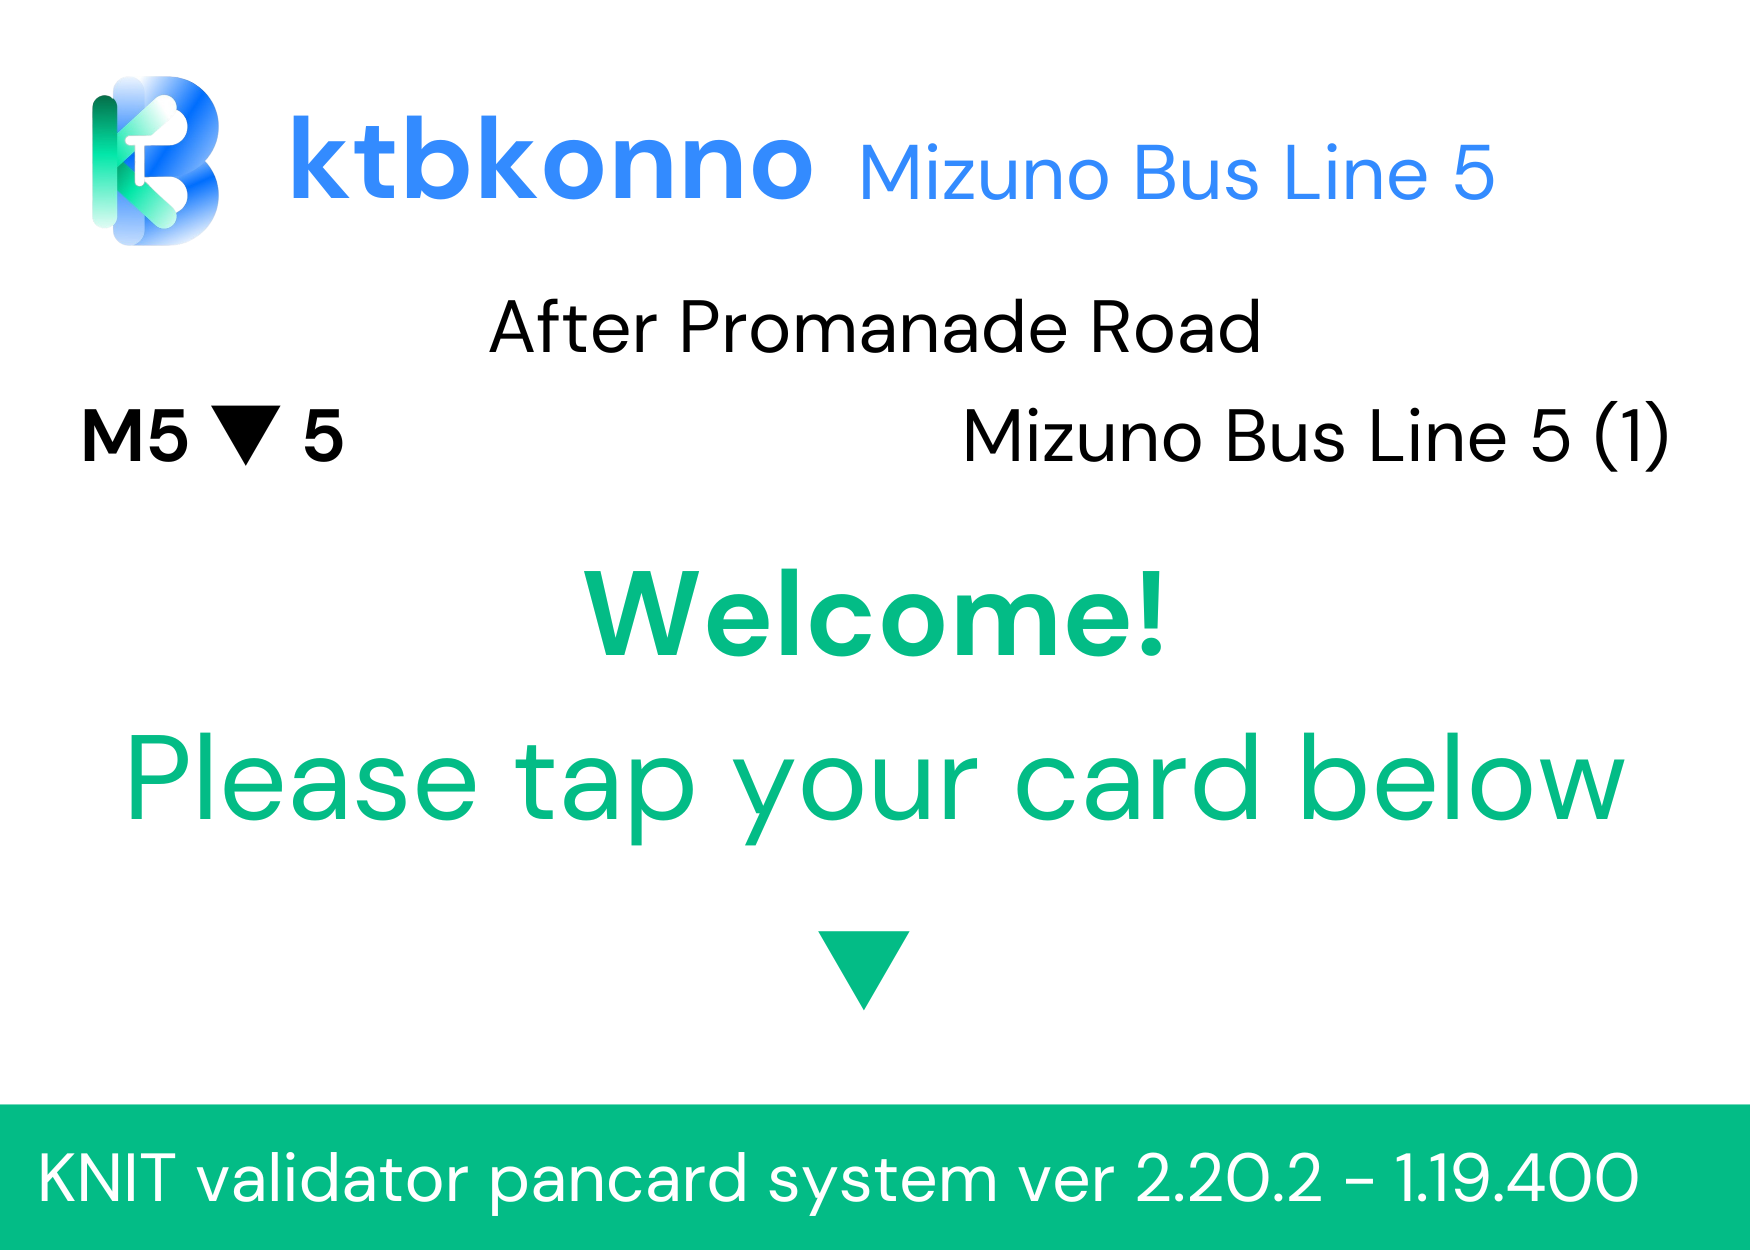 ktbkonno Mizuno Bus Line 5
After Promanade Road
M5 ▼ 5 Mizuno Bus Line 5 (1)
Welcome!
Please tap your card below
▼
KNIT validator pancard system ver 2.20.2 - 1.19.400